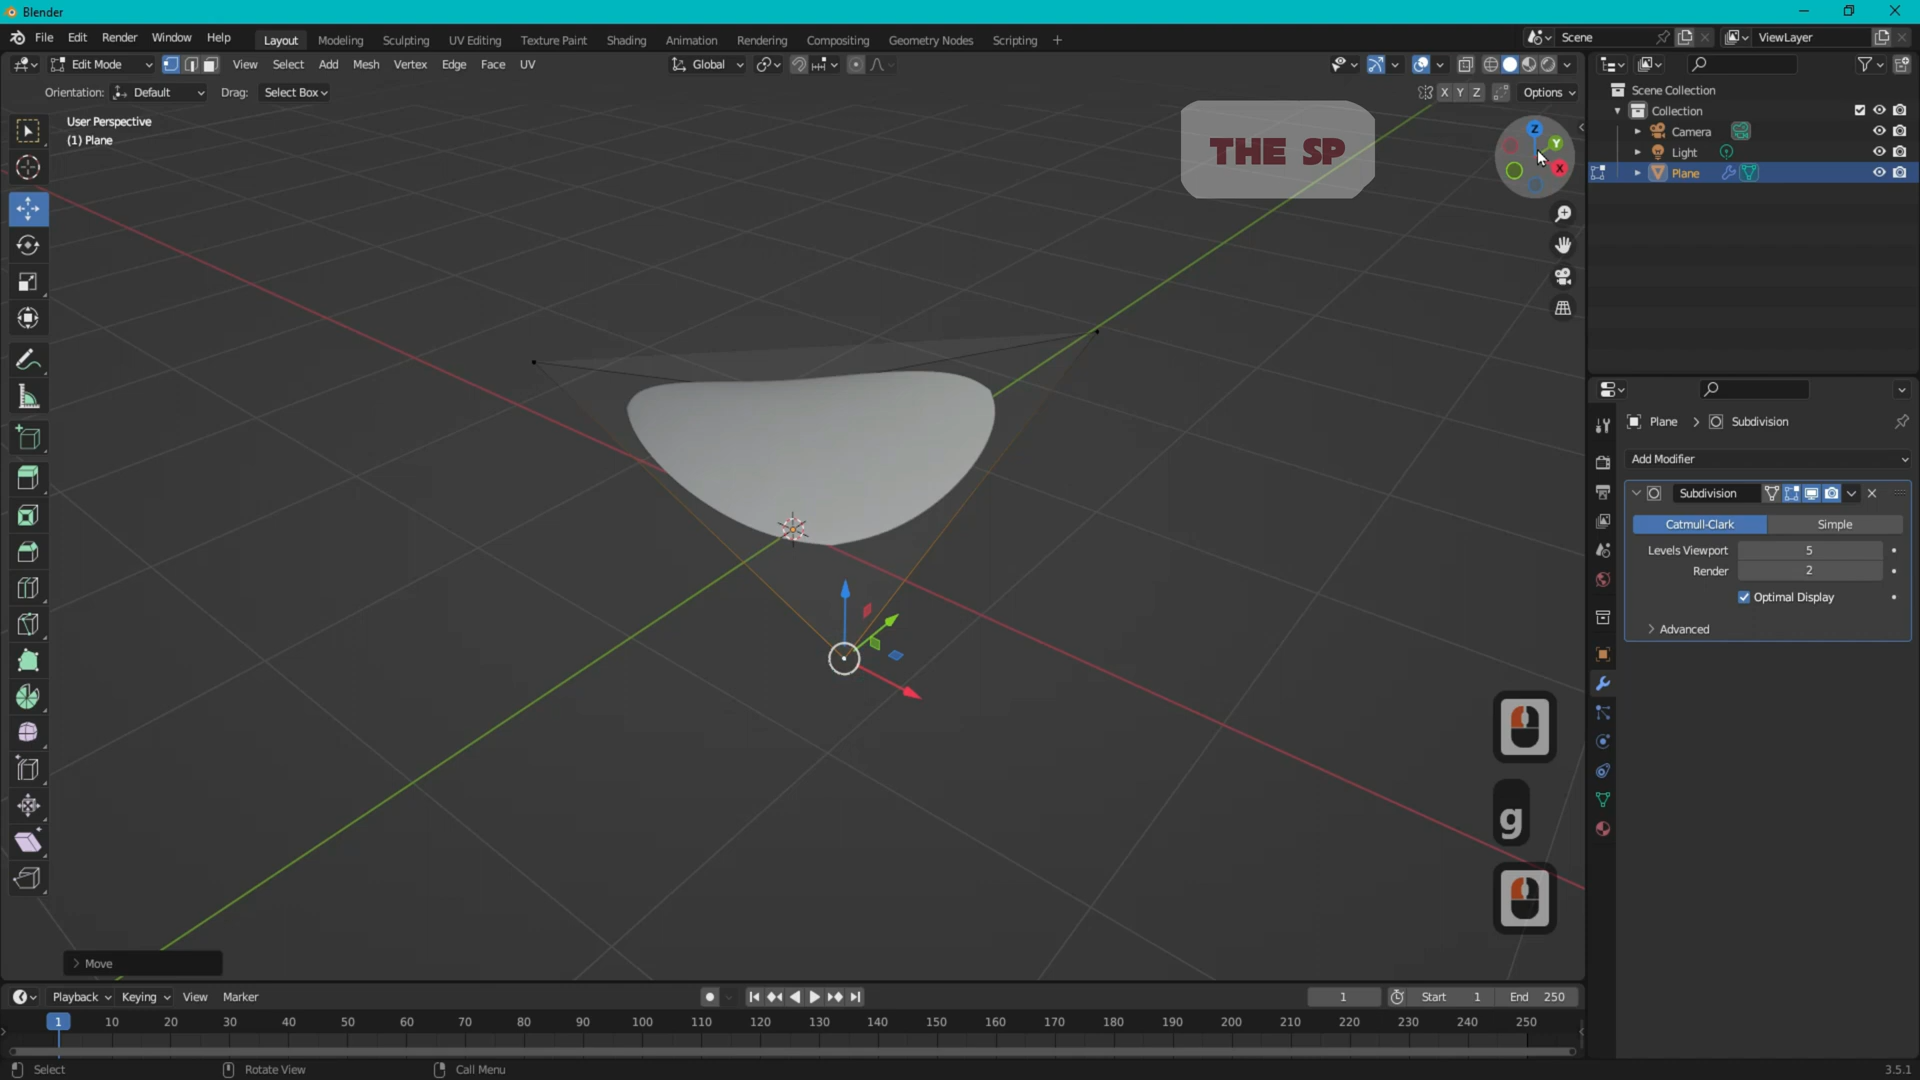 Blender
File Edit Render Window Help
Layout Modeling Sculpting UV Editing Texture Paint Shading Animation Rendering Compositing Geometry Nodes Scripting +
Scene
ViewLayer
Edit Mode View Select Add Mesh Vertex Edge Face UV
Global
Orientation: Default Drag: Select Box
X Y Z Options
User Perspective
(1) Plane
THE SP
Z
Y
X
Scene Collection
Collection
Camera
Light
Plane
Plane > Subdivision
Add Modifier
Subdivision
Catmull-Clark Simple
Levels Viewport 5
Render 2
Optimal Display
> Advanced
g
> Move
Playback Keying View Marker
1 Start 1 End 250
1 10 20 30 40 50 60 70 80 90 100 110 120 130 140 150 160 170 180 190 200 210 220 230 240 250
Select Rotate View Call Menu 3.5.1